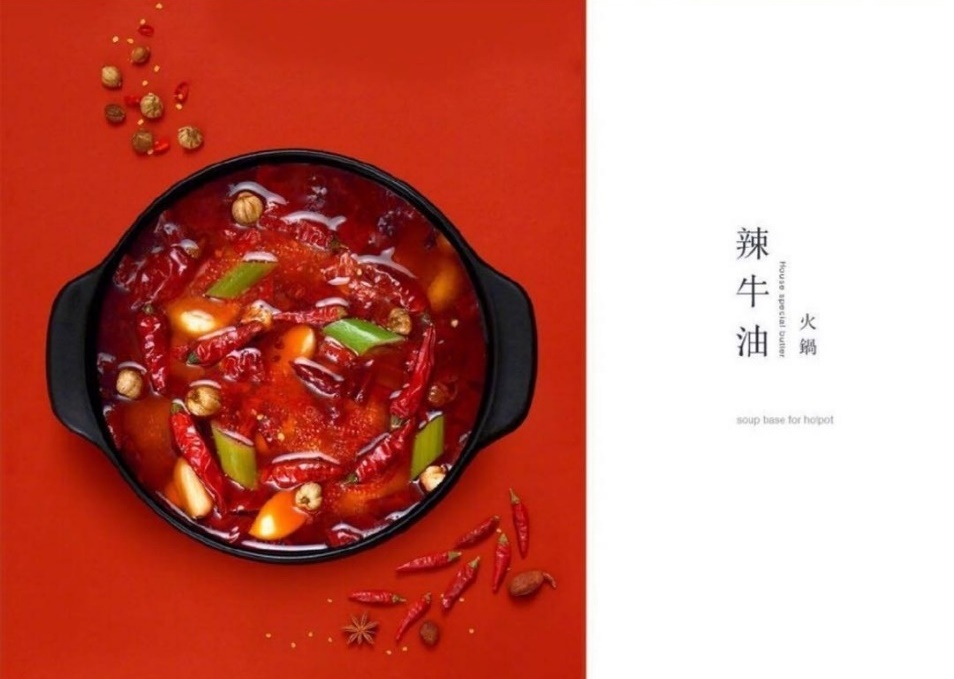 辣牛油
House special butter
火鍋
soup base for hotpot